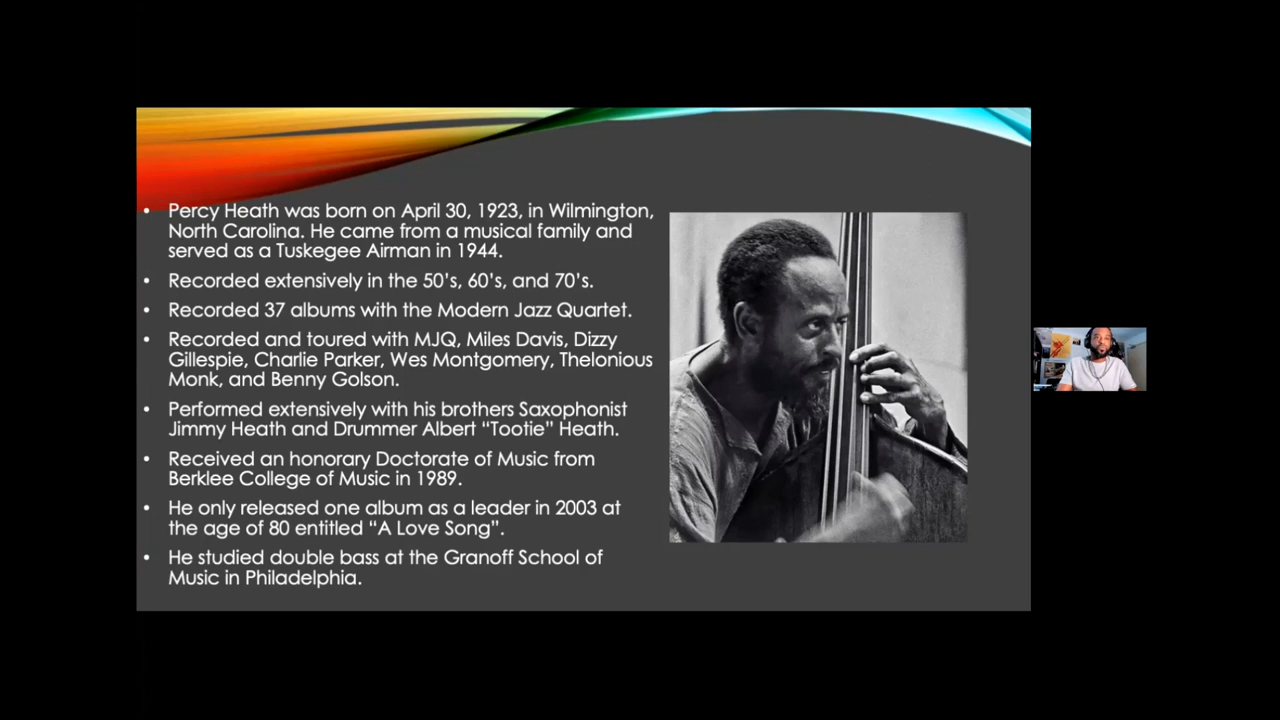 • Percy Heath was born on April 30, 1923, in Wilmington,
North Carolina. He came from a musical family and
served as a Tuskegee Airman in 1944.
• Recorded extensively in the 50’s, 60’s, and 70’s.
• Recorded 37 albums with the Modern Jazz Quartet.
• Recorded and toured with MJQ, Miles Davis, Dizzy
Gillespie, Charlie Parker, Wes Montgomery, Thelonious
Monk, and Benny Golson.
• Performed extensively with his brothers Saxophonist
Jimmy Heath and Drummer Albert “Tootie” Heath.
• Received an honorary Doctorate of Music from
Berklee College of Music in 1989.
• He only released one album as a leader in 2003 at
the age of 80 entitled “A Love Song”.
• He studied double bass at the Granoff School of
Music in Philadelphia.